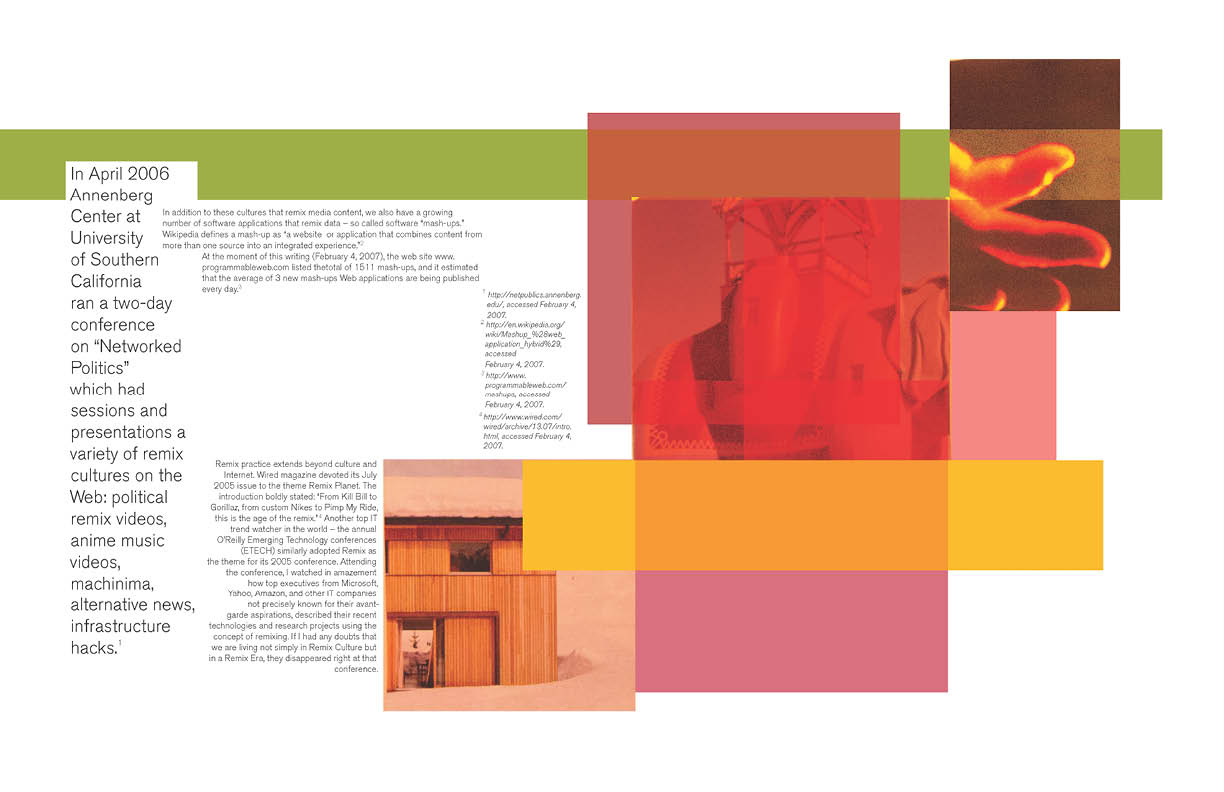 In April 2006
Annenberg
Center at
University
of Southern
California
ran a two-day
conference
on “Networked
Politics”
which had
sessions and
presentations a
variety of remix
cultures on the
Web: political
remix videos,
anime music
videos,
machinima,
alternative news,
infrastructure
hacks.1
In addition to these cultures that remix media content, we also have a growing
number of software applications that remix data – so called software “mash-ups.”
Wikipedia defines a mash-up as “a website or application that combines content from
more than one source into an integrated experience.”2
At the moment of this writing (February 4, 2007), the web site www.
programmableweb.com listed thetotal of 1511 mash-ups, and it estimated
that the average of 3 new mash-ups Web applications are being published
every day.3
1 http://netpublics.annenberg.
edu/, accessed February 4,
2007.
2 http://en.wikipedia.org/
wiki/Mashup_%28web_
application_hybrid%29,
accessed
February 4, 2007.
3 http://www.
programmableweb.com/
mashups, accessed
February 4, 2007.
4 http://www.wired.com/
wired/archive/13.07/intro.
html, accessed February 4,
2007.
Remix practice extends beyond culture and
Internet. Wired magazine devoted its July
2005 issue to the theme Remix Planet. The
introduction boldly stated: “From Kill Bill to
Gorillaz, from custom Nikes to Pimp My Ride,
this is the age of the remix.”4 Another top IT
trend watcher in the world – the annual
O’Reilly Emerging Technology conferences
(ETECH) similarly adopted Remix as
the theme for its 2005 conference. Attending
the conference, I watched in amazement
how top executives from Microsoft,
Yahoo, Amazon, and other IT companies
not precisely known for their avant-
garde aspirations, described their recent
technologies and research projects using the
concept of remixing. If I had any doubts that
we are living not simply in Remix Culture but
in a Remix Era, they disappeared right at that
conference.